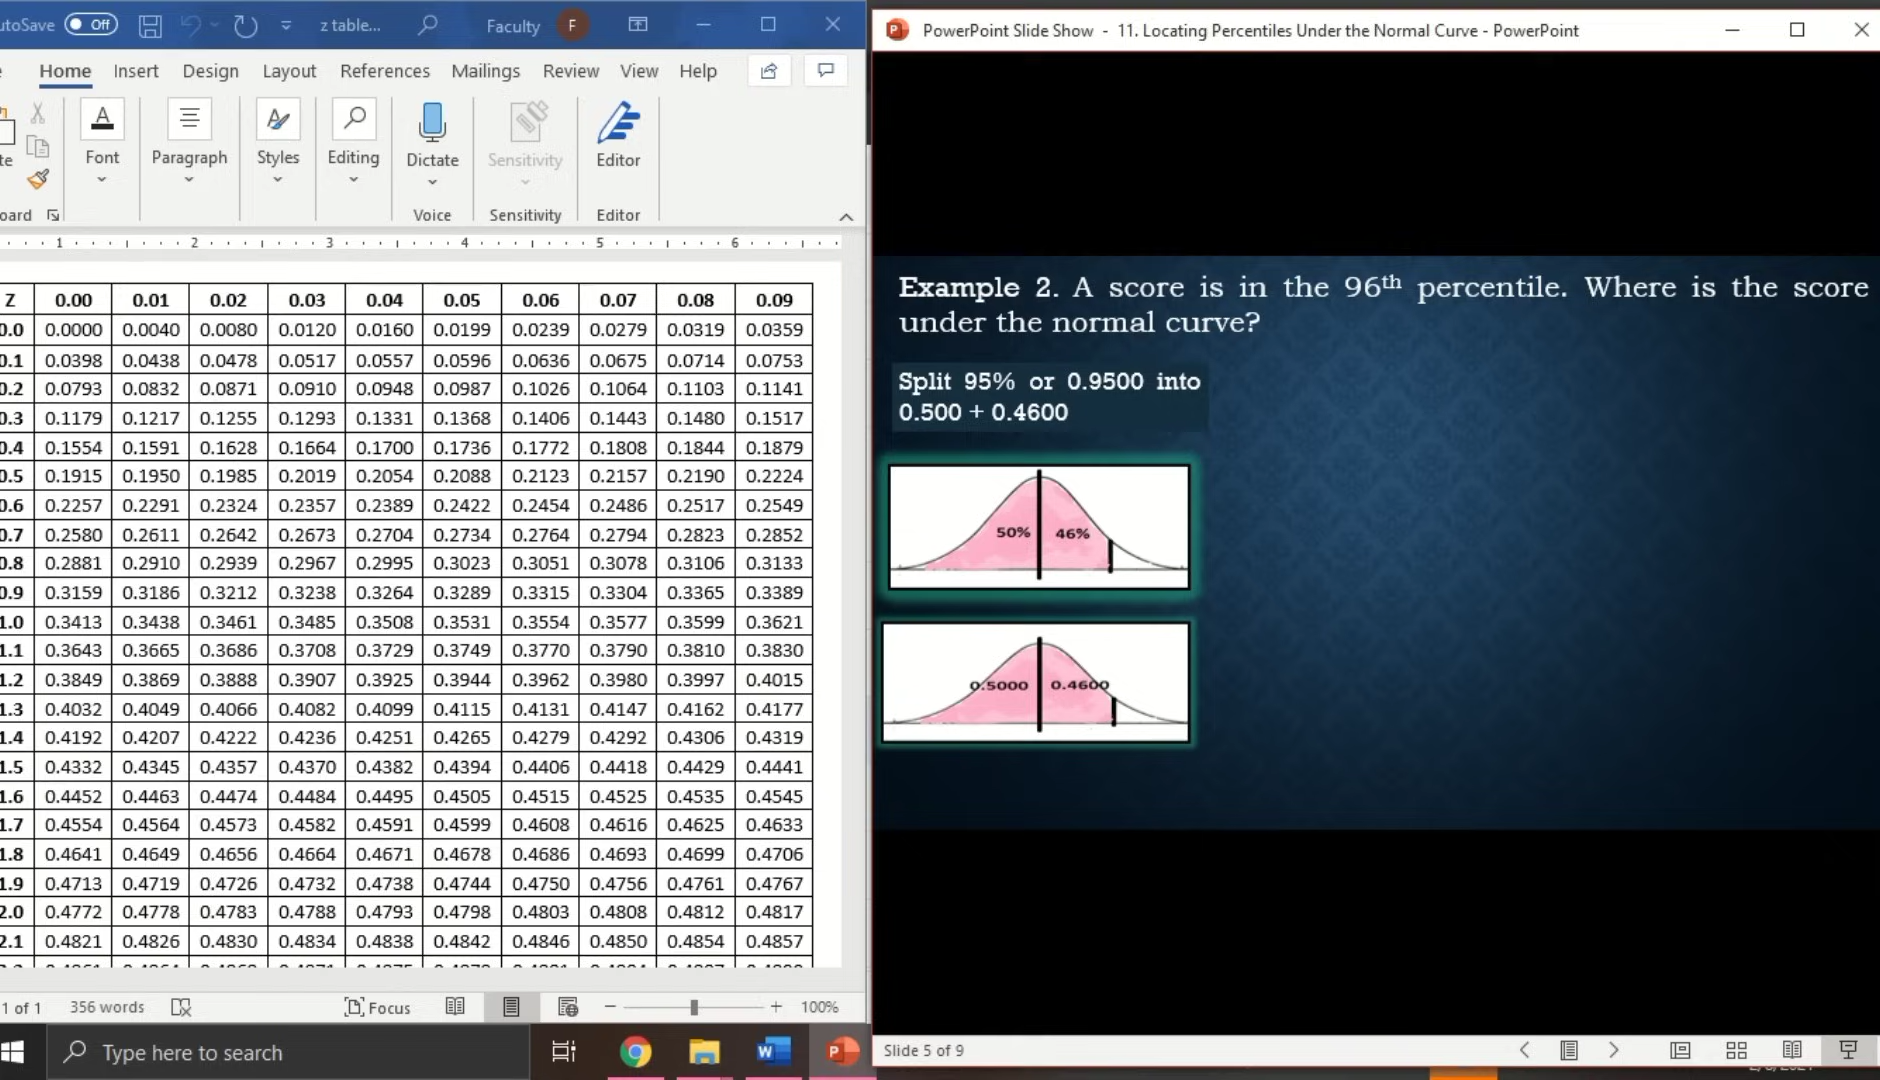 utoSave Off z table... Faculty F
Home Insert Design Layout References Mailings Review View Help
Font Paragraph Styles Editing Dictate Sensitivity Editor
Voice Sensitivity Editor
1 2 3 4 5 6
Z 0.00 0.01 0.02 0.03 0.04 0.05 0.06 0.07 0.08 0.09
0.0 0.0000 0.0040 0.0080 0.0120 0.0160 0.0199 0.0239 0.0279 0.0319 0.0359
0.1 0.0398 0.0438 0.0478 0.0517 0.0557 0.0596 0.0636 0.0675 0.0714 0.0753
0.2 0.0793 0.0832 0.0871 0.0910 0.0948 0.0987 0.1026 0.1064 0.1103 0.1141
0.3 0.1179 0.1217 0.1255 0.1293 0.1331 0.1368 0.1406 0.1443 0.1480 0.1517
0.4 0.1554 0.1591 0.1628 0.1664 0.1700 0.1736 0.1772 0.1808 0.1844 0.1879
0.5 0.1915 0.1950 0.1985 0.2019 0.2054 0.2088 0.2123 0.2157 0.2190 0.2224
0.6 0.2257 0.2291 0.2324 0.2357 0.2389 0.2422 0.2454 0.2486 0.2517 0.2549
0.7 0.2580 0.2611 0.2642 0.2673 0.2704 0.2734 0.2764 0.2794 0.2823 0.2852
0.8 0.2881 0.2910 0.2939 0.2967 0.2995 0.3023 0.3051 0.3078 0.3106 0.3133
0.9 0.3159 0.3186 0.3212 0.3238 0.3264 0.3289 0.3315 0.3304 0.3365 0.3389
1.0 0.3413 0.3438 0.3461 0.3485 0.3508 0.3531 0.3554 0.3577 0.3599 0.3621
1.1 0.3643 0.3665 0.3686 0.3708 0.3729 0.3749 0.3770 0.3790 0.3810 0.3830
1.2 0.3849 0.3869 0.3888 0.3907 0.3925 0.3944 0.3962 0.3980 0.3997 0.4015
1.3 0.4032 0.4049 0.4066 0.4082 0.4099 0.4115 0.4131 0.4147 0.4162 0.4177
1.4 0.4192 0.4207 0.4222 0.4236 0.4251 0.4265 0.4279 0.4292 0.4306 0.4319
1.5 0.4332 0.4345 0.4357 0.4370 0.4382 0.4394 0.4406 0.4418 0.4429 0.4441
1.6 0.4452 0.4463 0.4474 0.4484 0.4495 0.4505 0.4515 0.4525 0.4535 0.4545
1.7 0.4554 0.4564 0.4573 0.4582 0.4591 0.4599 0.4608 0.4616 0.4625 0.4633
1.8 0.4641 0.4649 0.4656 0.4664 0.4671 0.4678 0.4686 0.4693 0.4699 0.4706
1.9 0.4713 0.4719 0.4726 0.4732 0.4738 0.4744 0.4750 0.4756 0.4761 0.4767
2.0 0.4772 0.4778 0.4783 0.4788 0.4793 0.4798 0.4803 0.4808 0.4812 0.4817
2.1 0.4821 0.4826 0.4830 0.4834 0.4838 0.4842 0.4846 0.4850 0.4854 0.4857
1 of 1 356 words Focus 100%
Type here to search
PowerPoint Slide Show - 11. Locating Percentiles Under the Normal Curve - PowerPoint
Example 2. A score is in the 96th percentile. Where is the score
under the normal curve?
Split 95% or 0.9500 into
0.500 + 0.4600
50% 46%
0.5000 0.4600
Slide 5 of 9